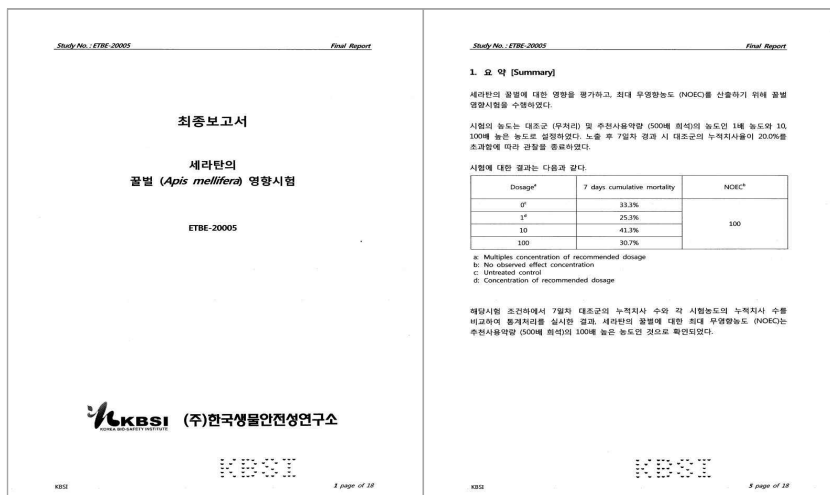 Study No. : ETBE-20005
Final Report
최종보고서
세라탄의
꿀벌 (Apis mellifera) 영향시험
ETBE-20005
KBSI
KOREA BIO-SAFETY INSTITUTE
(주)한국생물안전성연구소
KBSI
KBSI
1 page of 18
Study No. : ETBE-20005
Final Report
1. 요 약 [Summary]
세라탄의 꿀벌에 대한 영향을 평가하고, 최대 무영향농도 (NOEC)를 산출하기 위해 꿀벌
영향시험을 수행하였다.
시험의 농도는 대조군 (무처리) 및 추천사용약량 (500배 희석)의 농도인 1배 농도와 10,
100배 높은 농도로 설정하였다. 노출 후 7일차 경과 시 대조군의 누적치사율이 20.0%를
초과함에 따라 관찰을 종료하였다.
시험에 대한 결과는 다음과 같다.
Dosageᵃ 7 days cumulative mortality NOECᵇ
0ᶜ 33.3%
1ᵈ 25.3%
100
10 41.3%
100 30.7%
a: Multiples concentration of recommended dosage
b: No observed effect concentration
c: Untreated control
d: Concentration of recommended dosage
해당시험 조건하에서 7일차 대조군의 누적치사 수와 각 시험농도의 누적치사 수를
비교하여 통계처리를 실시한 결과, 세라탄의 꿀벌에 대한 최대 무영향농도 (NOEC)는
추천사용약량 (500배 희석)의 100배 높은 농도인 것으로 확인되었다.
KBSI
KBSI
5 page of 18